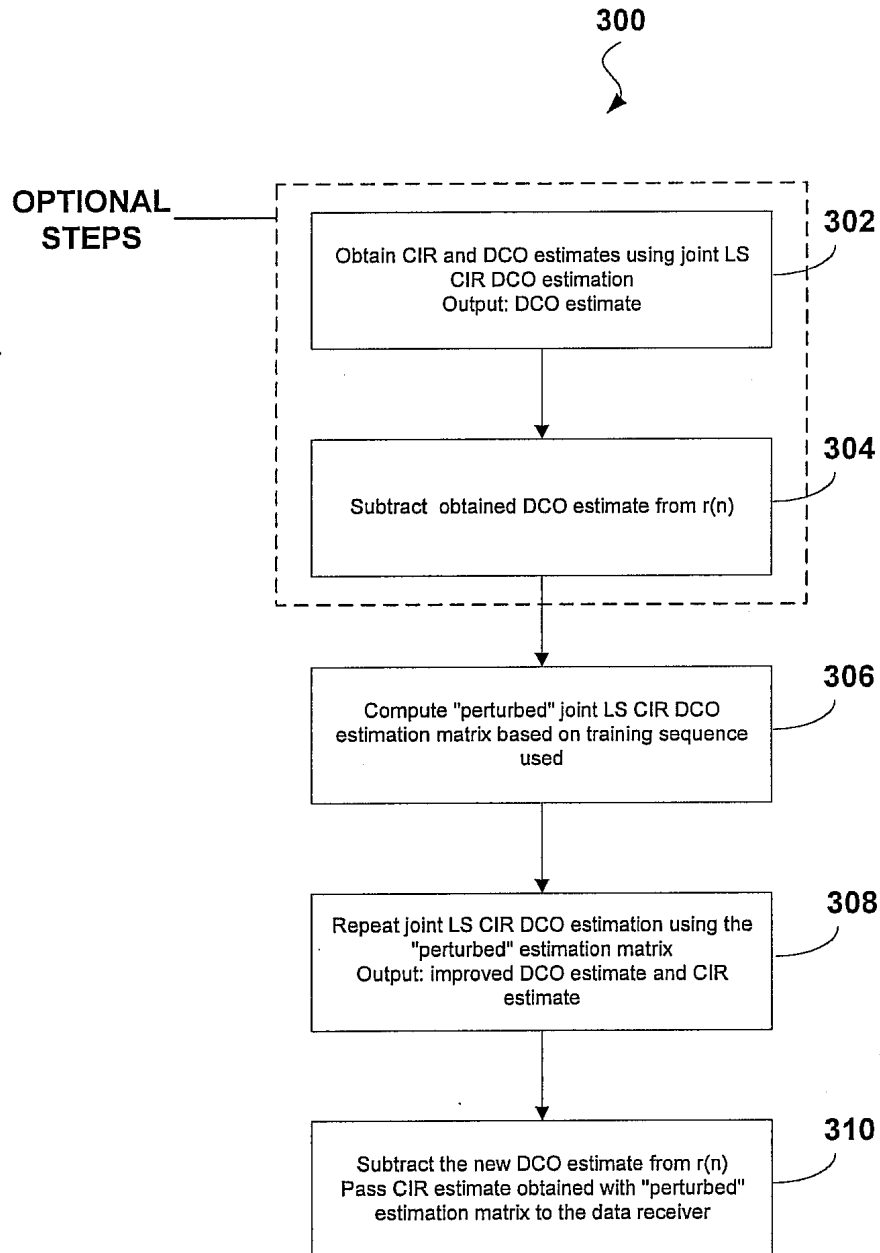 300
OPTIONAL
STEPS
302
Obtain CIR and DCO estimates using joint LS
CIR DCO estimation
Output: DCO estimate
304
Subtract obtained DCO estimate from r(n)
306
Compute "perturbed" joint LS CIR DCO
estimation matrix based on training sequence
used
308
Repeat joint LS CIR DCO estimation using the
"perturbed" estimation matrix
Output: improved DCO estimate and CIR
estimate
310
Subtract the new DCO estimate from r(n)
Pass CIR estimate obtained with "perturbed"
estimation matrix to the data receiver